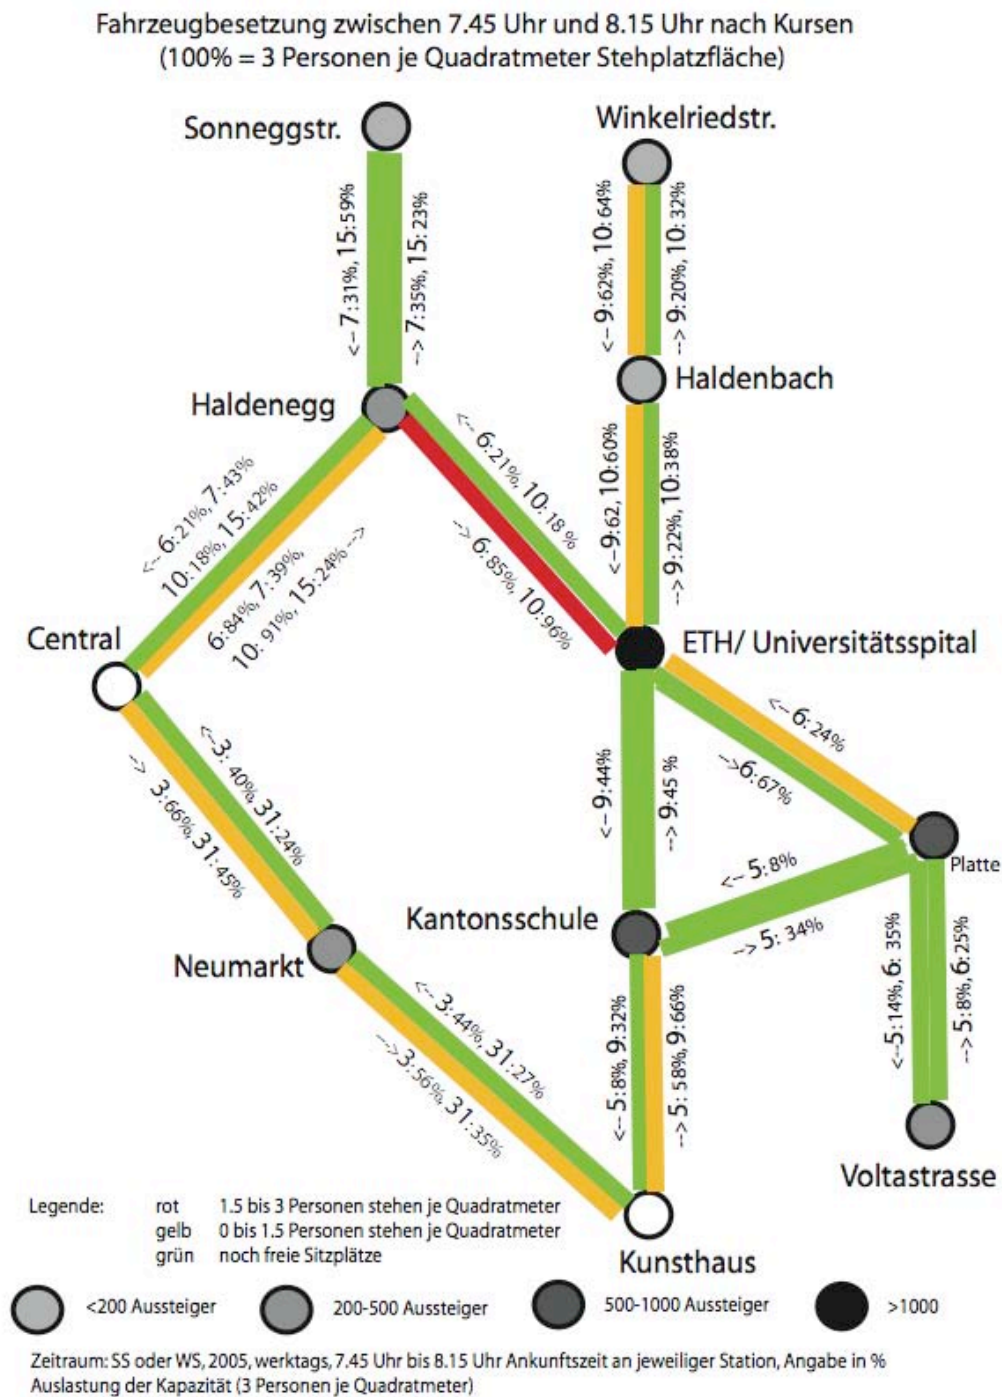 Fahrzeugbesetzung zwischen 7.45 Uhr und 8.15 Uhr nach Kursen
(100% = 3 Personen je Quadratmeter Stehplatzfläche)
Sonneggstr.
Winkelriedstr.
<-- 7:31%, 15:59%
--> 7:35%, 15: 23%
<-- 9:62%, 10:64%
--> 9:20%, 10: 32%
Haldenegg
Haldenbach
<-- 6:21%, 7:43%
10:18%, 15:42%
6:84%, 7:39%,
10: 91%, 15:24% -->
<-- 6:21%, 10:18 %
--> 6:85%, 10:96%
<--9:62, 10:60%
--> 9:22%, 10:38%
Central
ETH/ Universitätsspital
<--3: 40%, 31:24%
--> 3:66%, 31:45%
<-- 9:44%
--> 9:45 %
<-- 6:24%
-->6:67%
Platte
<-- 5:8%
--> 5: 34%
Kantonsschule
Neumarkt
<-- 3:44%, 31:27%
--->3:56%, 31:35%
<-- 5:8%, 9:32%
--> 5: 58%, 9:66%
<--5:14%, 6: 35%
--> 5:8%, 6:25%
Voltastrasse
Kunsthaus
Legende: rot 1.5 bis 3 Personen stehen je Quadratmeter
gelb 0 bis 1.5 Personen stehen je Quadratmeter
grün noch freie Sitzplätze
<200 Aussteiger 200-500 Aussteiger 500-1000 Aussteiger >1000
Zeitraum: SS oder WS, 2005, werktags, 7.45 Uhr bis 8.15 Uhr Ankunftszeit an jeweiliger Station, Angabe in %
Auslastung der Kapazität (3 Personen je Quadratmeter)